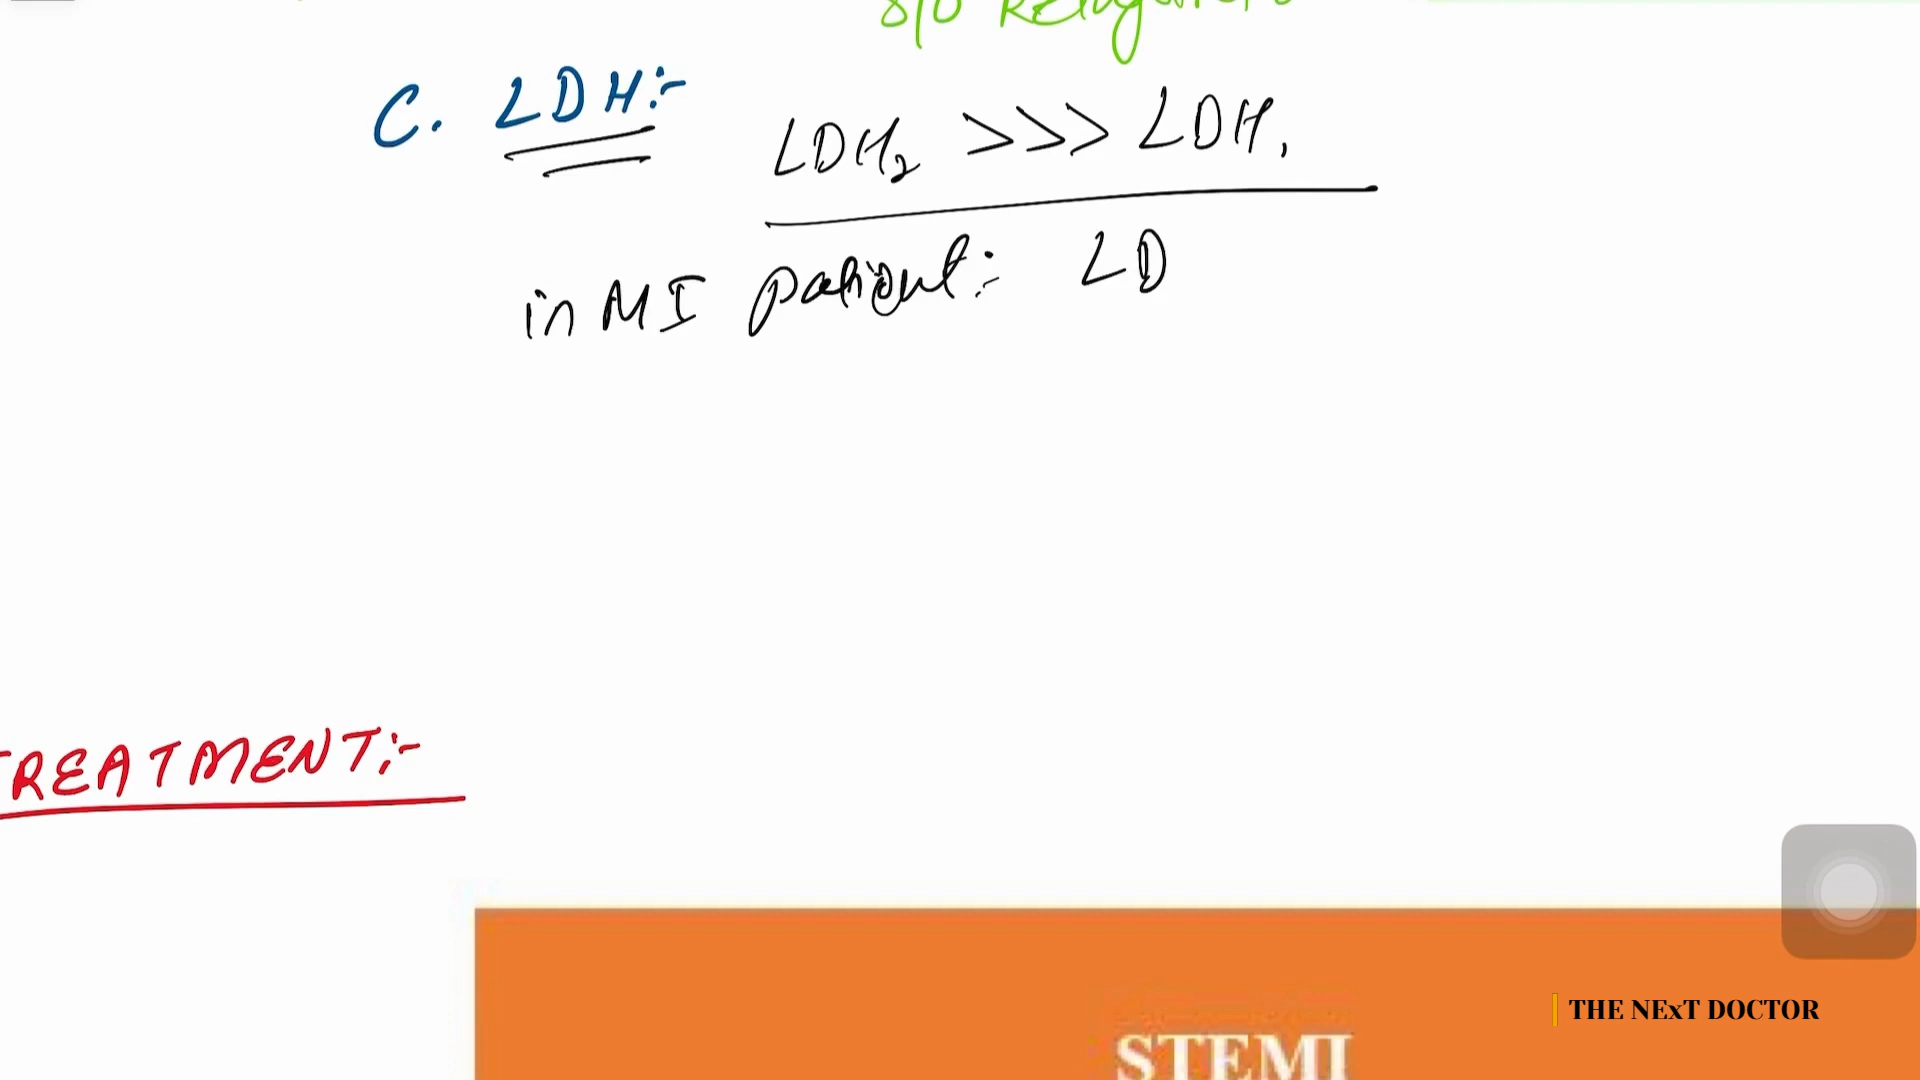 C. LDH:-
LDH₂ >>> LDH₁
in MI patient:- LD
TREATMENT:-
THE NExT DOCTOR
STEMI